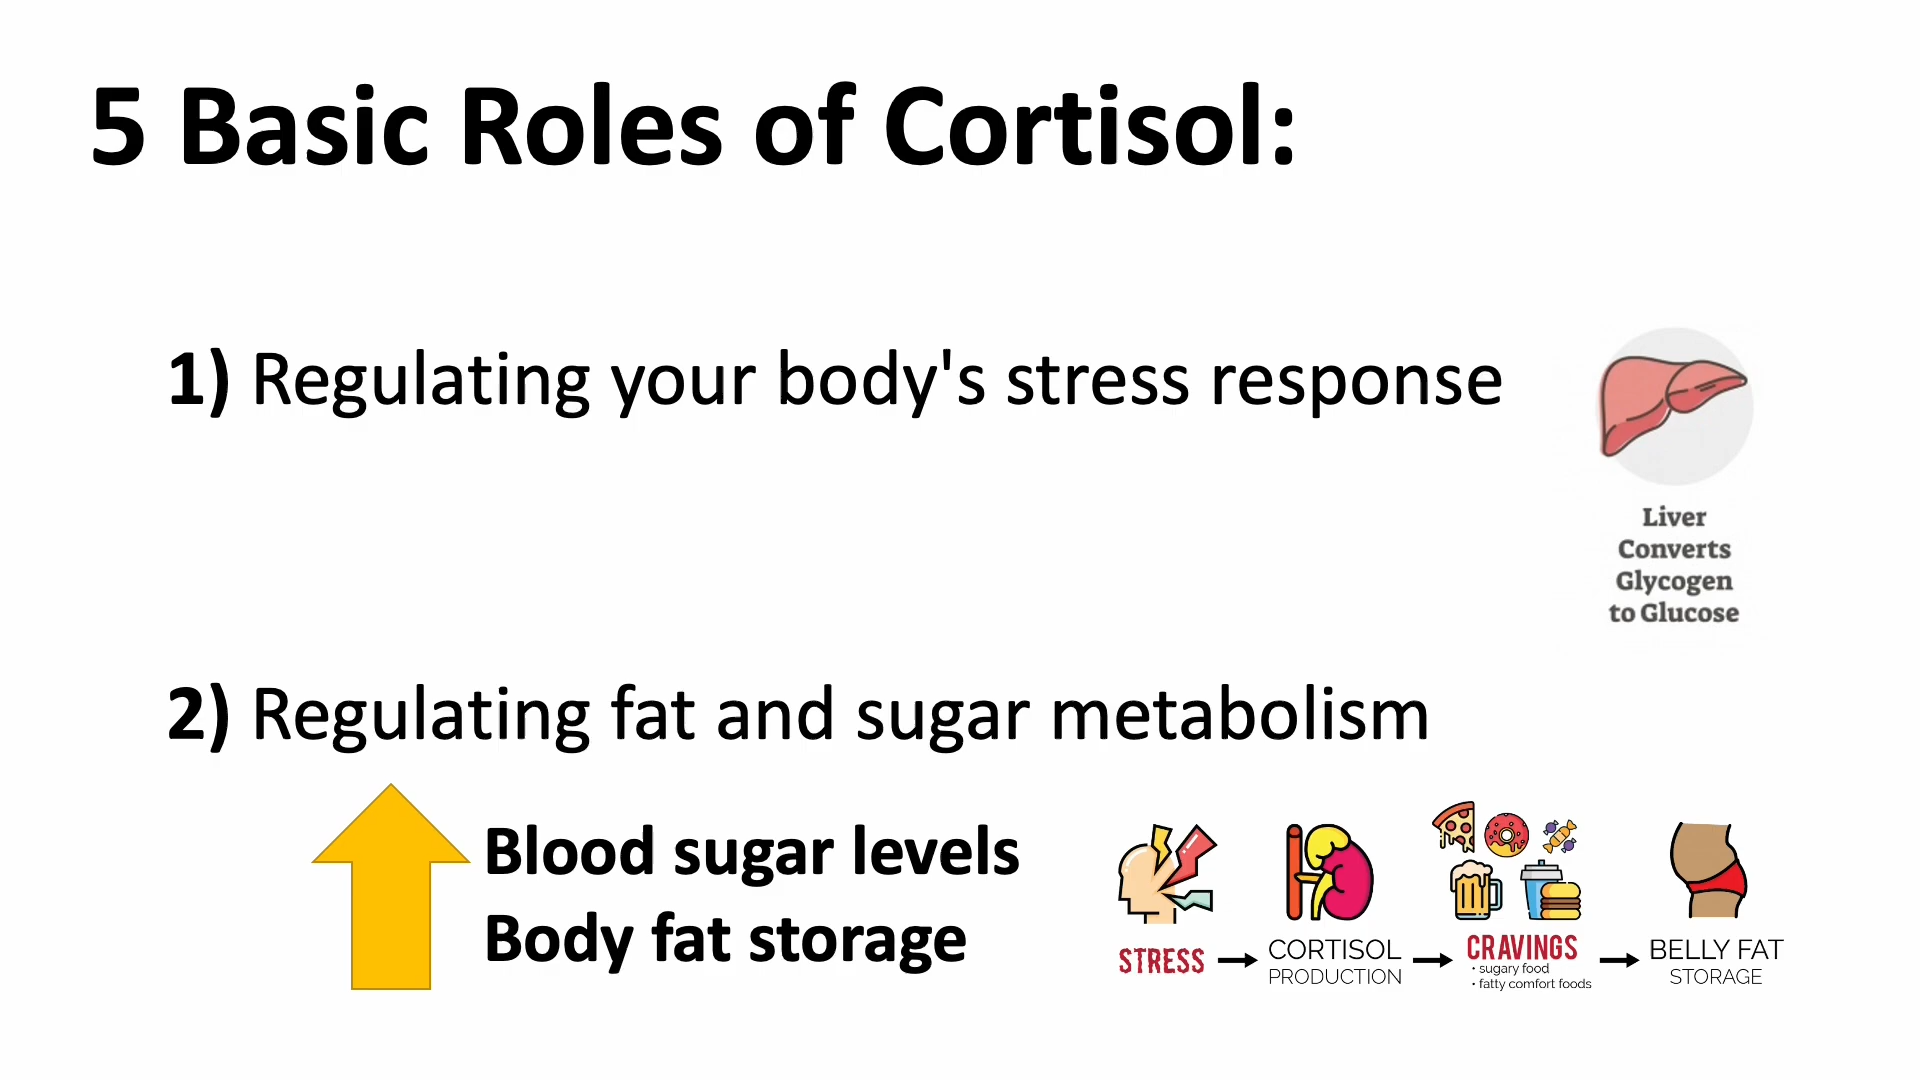 5 Basic Roles of Cortisol:
1) Regulating your body's stress response
Liver
Converts
Glycogen
to Glucose
2) Regulating fat and sugar metabolism
Blood sugar levels
Body fat storage
STRESS
CORTISOL
PRODUCTION
CRAVINGS
• sugary food
• fatty comfort foods
BELLY FAT
STORAGE